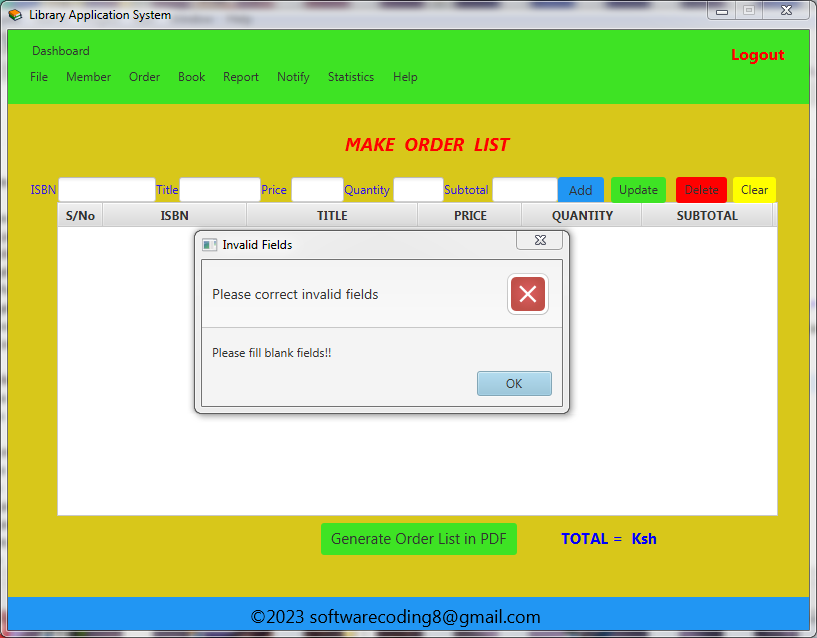 Library Application System
Dashboard
Logout
File Member Order Book Report Notify Statistics Help
MAKE ORDER LIST
ISBN Title Price Quantity Subtotal Add Update Delete Clear
S/No ISBN TITLE PRICE QUANTITY SUBTOTAL
Invalid Fields
Please correct invalid fields
Please fill blank fields!!
OK
Generate Order List in PDF TOTAL = Ksh
©2023 softwarecoding8@gmail.com